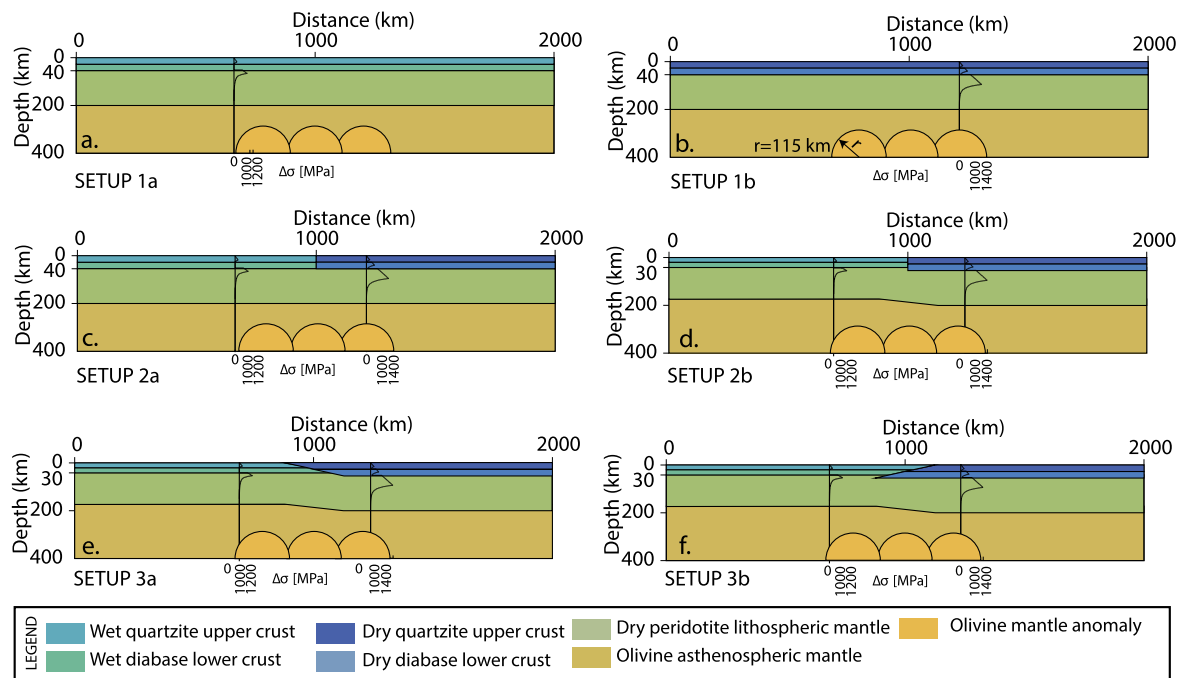 Distance (km)
0 1000 2000
Depth (km)
0
40
200
400
a.
0
1000
1200
Δσ [MPa]
SETUP 1a
Distance (km)
0 1000 2000
Depth (km)
0
40
200
400
b.
r=115 km
r
0
1000
1400
Δσ [MPa]
SETUP 1b
Distance (km)
0 1000 2000
Depth (km)
0
40
200
400
c.
0
1000
1200
Δσ [MPa]
0
1000
1400
SETUP 2a
Distance (km)
0 1000 2000
Depth (km)
0
30
200
400
d.
0
1000
1200
Δσ [MPa]
0
1000
1400
SETUP 2b
Distance (km)
0 1000 2000
Depth (km)
0
30
200
400
e.
0
1000
1200
Δσ [MPa]
0
1000
1400
SETUP 3a
Distance (km)
0 1000 2000
Depth (km)
0
30
200
400
f.
0
1000
1200
Δσ [MPa]
0
1000
1400
SETUP 3b
LEGEND
Wet quartzite upper crust
Dry quartzite upper crust
Dry peridotite lithospheric mantle
Olivine mantle anomaly
Wet diabase lower crust
Dry diabase lower crust
Olivine asthenospheric mantle